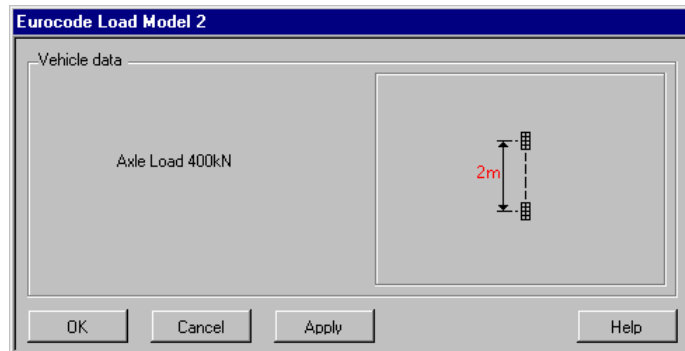 Eurocode Load Model 2
Vehicle data
Axle Load 400kN
2m
OK Cancel Apply Help